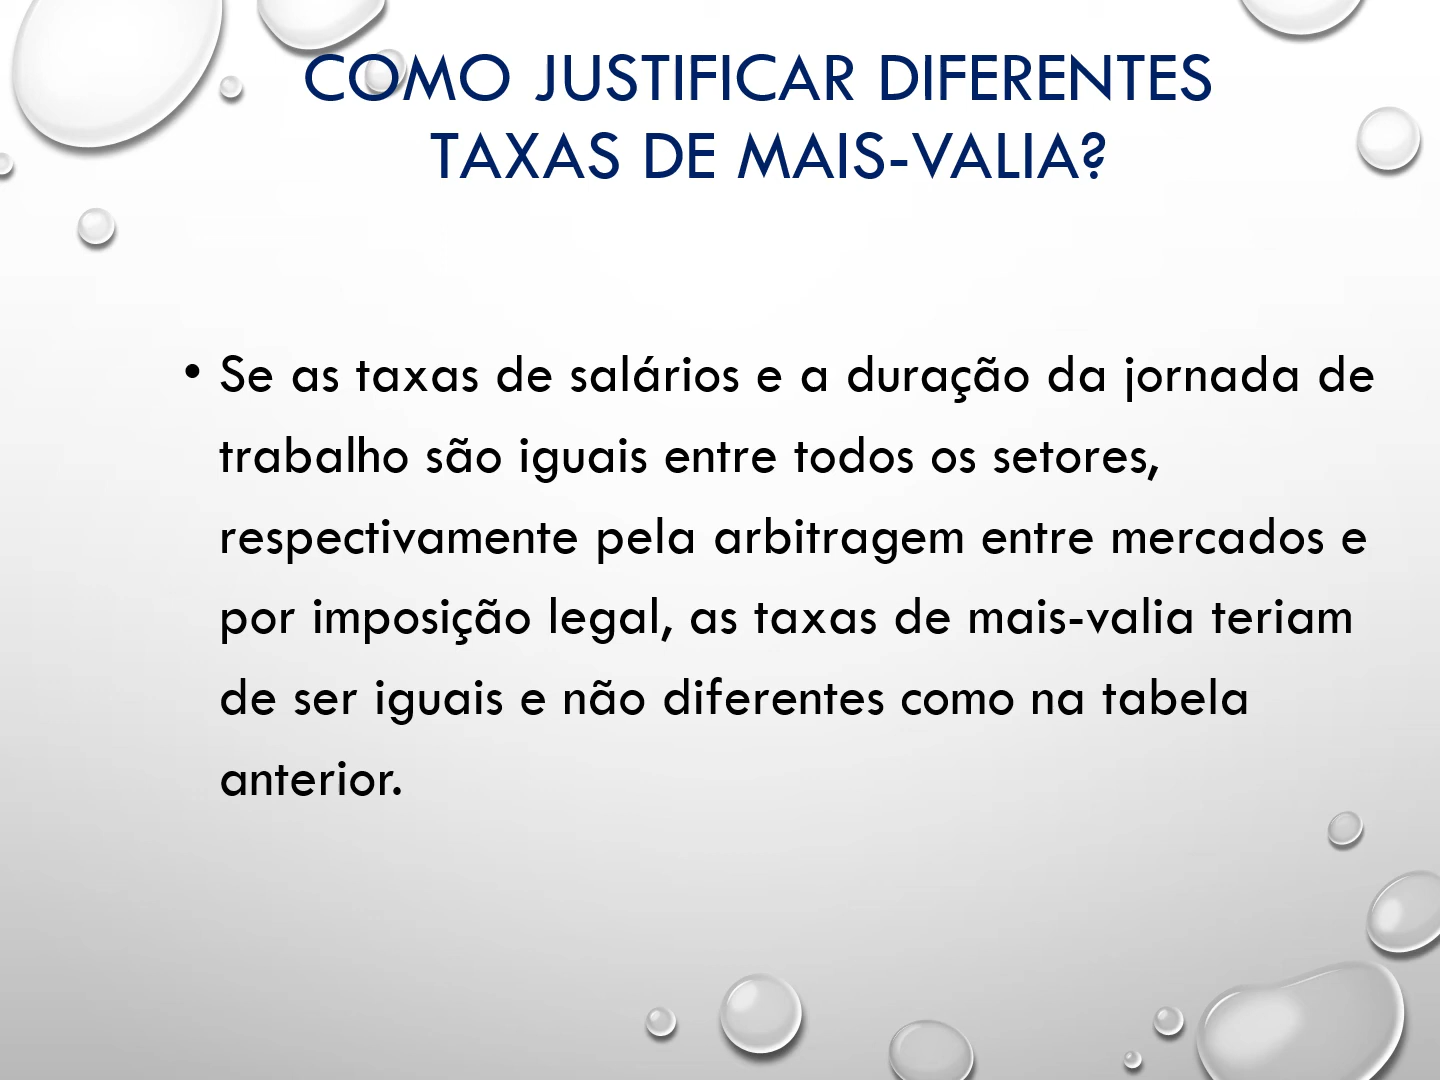 COMO JUSTIFICAR DIFERENTES
TAXAS DE MAIS-VALIA?
• Se as taxas de salários e a duração da jornada de
trabalho são iguais entre todos os setores,
respectivamente pela arbitragem entre mercados e
por imposição legal, as taxas de mais-valia teriam
de ser iguais e não diferentes como na tabela
anterior.